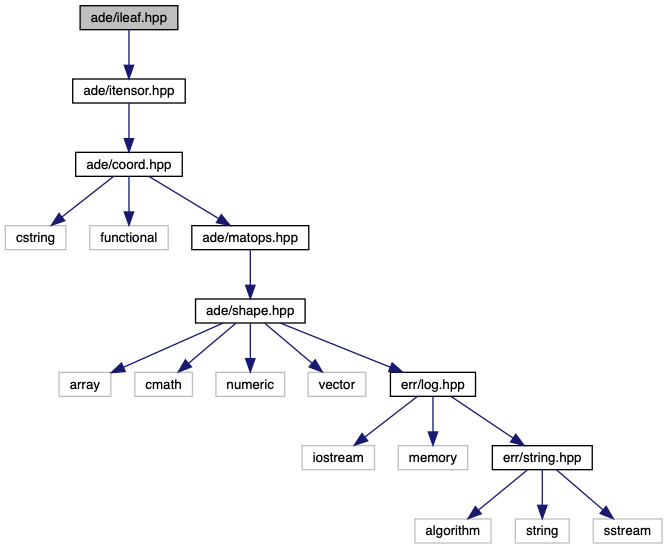 ade/ileaf.hpp
ade/itensor.hpp
ade/coord.hpp
cstring
functional
ade/matops.hpp
ade/shape.hpp
array
cmath
numeric
vector
err/log.hpp
iostream
memory
err/string.hpp
algorithm
string
sstream